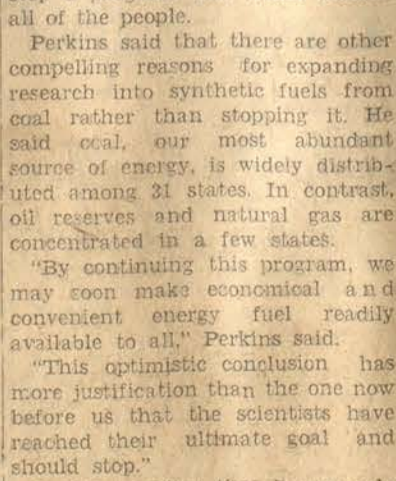 all of the people.
Perkins said that there are other
compelling reasons for expanding
research into synthetic fuels from
coal rather than stopping it. He
said coal, our most abundant
source of energy, is widely distrib-
uted among 31 states. In contrast,
oil reserves and natural gas are
concentrated in a few states.
"By continuing this program, we
may soon make economical and
convenient energy fuel readily
available to all," Perkins said.
"This optimistic conclusion has
more justification than the one now
before us that the scientists have
reached their ultimate goal and
should stop."